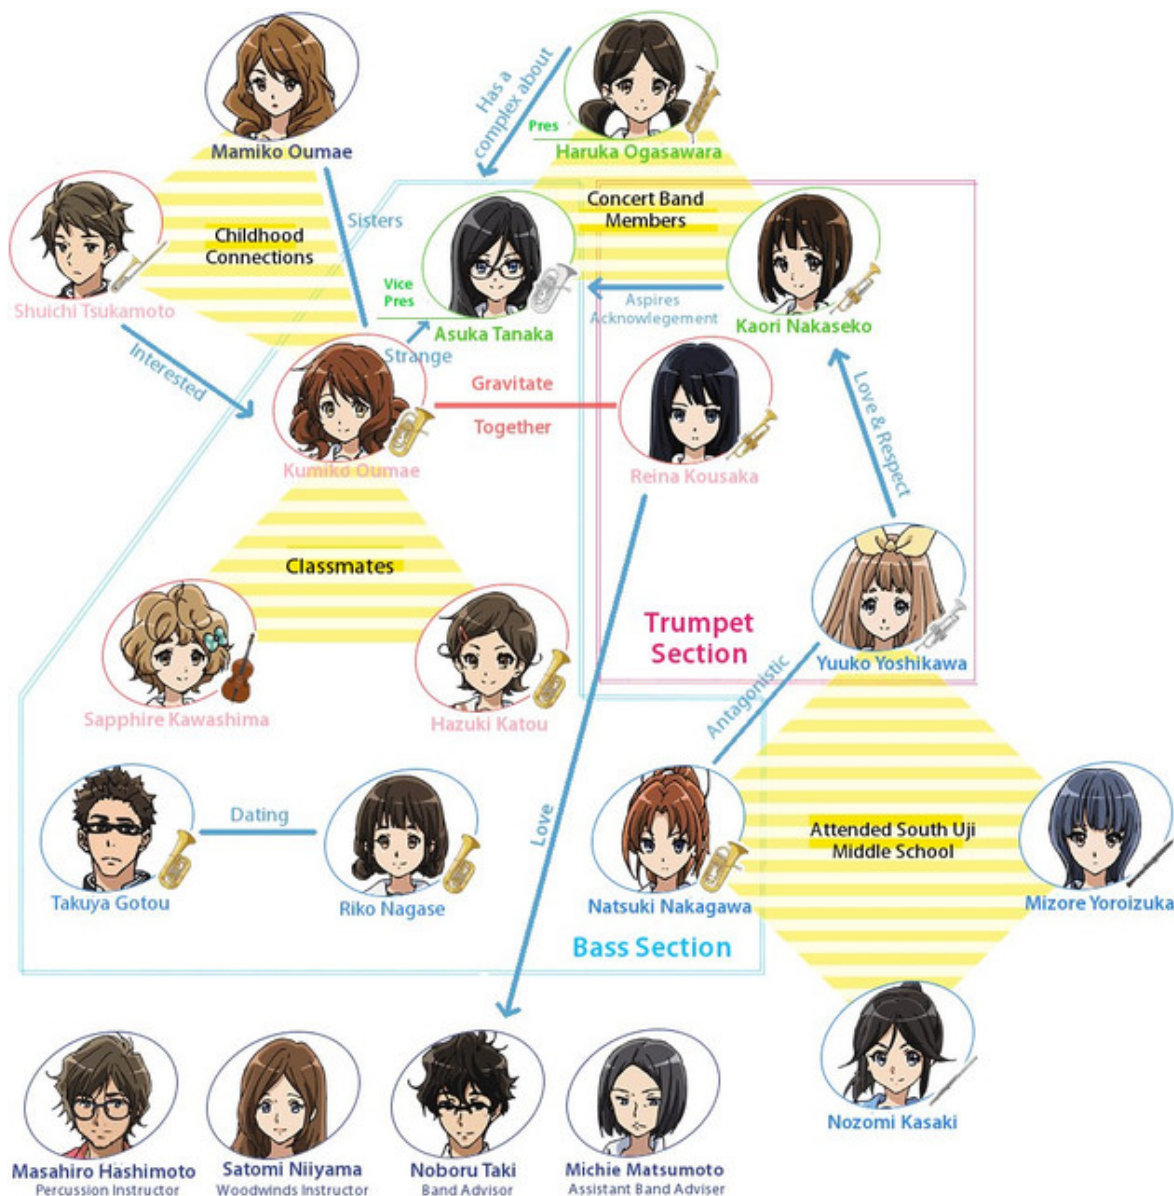 Mamiko Oumae
Has a
complex about
Pres
Haruka Ogasawara
Shuichi Tsukamoto
Childhood
Connections
Sisters
Concert Band
Members
Vice
Pres
Asuka Tanaka
Aspires
Acknowlegement
Kaori Nakaseko
Interested
Strange
Kumiko Oumae
Gravitate
Together
Reina Kousaka
Love & Respect
Classmates
Sapphire Kawashima
Hazuki Katou
Trumpet
Section
Yuuko Yoshikawa
Antagonistic
Takuya Gotou
Dating
Riko Nagase
Love
Natsuki Nakagawa
Attended South Uji
Middle School
Mizore Yoroizuka
Bass Section
Nozomi Kasaki
Masahiro Hashimoto
Percussion Instructor
Satomi Niiyama
Woodwinds Instructor
Noboru Taki
Band Advisor
Michie Matsumoto
Assistant Band Adviser